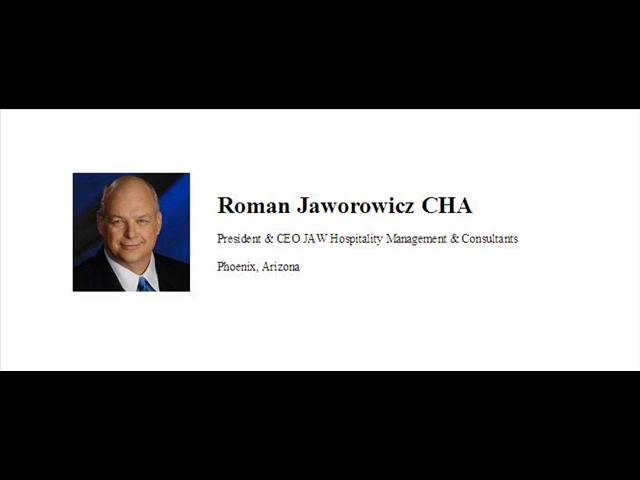 Roman Jaworowicz CHA
President & CEO JAW Hospitality Management & Consultants
Phoenix, Arizona